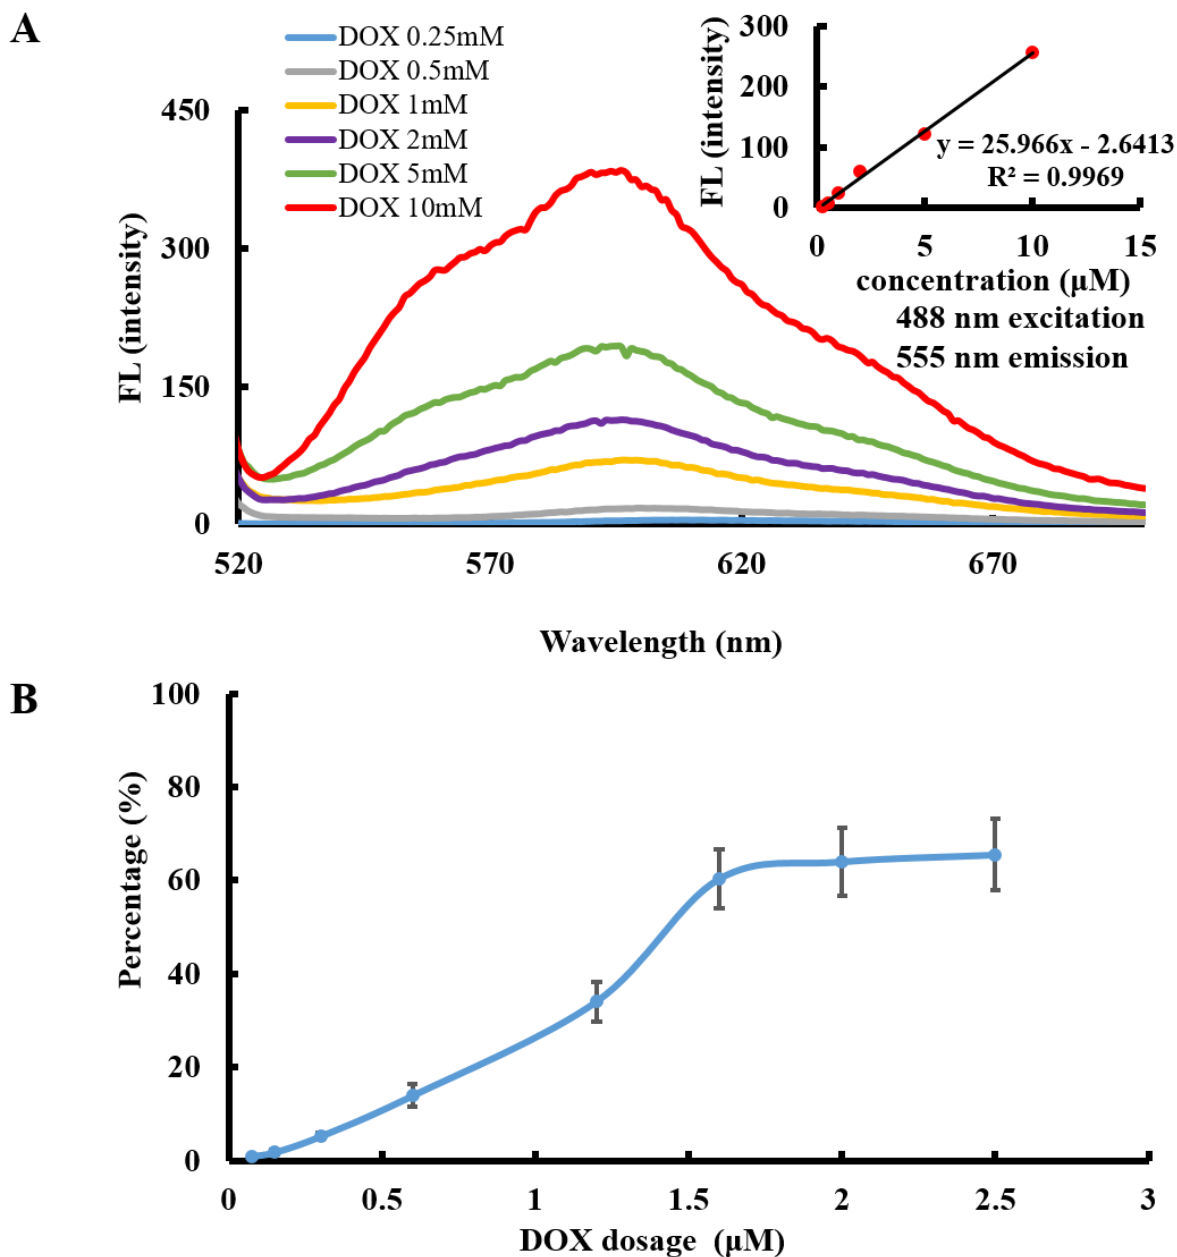 A
DOX 0.25mM
DOX 0.5mM
DOX 1mM
DOX 2mM
DOX 5mM
DOX 10mM
450
300
150
0
FL (intensity)
520
570
620
670
Wavelength (nm)
300
200
100
0
FL (intensity)
y = 25.966x - 2.6413
R² = 0.9969
0
5
10
15
concentration (μM)
488 nm excitation
555 nm emission
B
100
80
60
40
20
0
Percentage (%)
0
0.5
1
1.5
2
2.5
3
DOX dosage (μM)